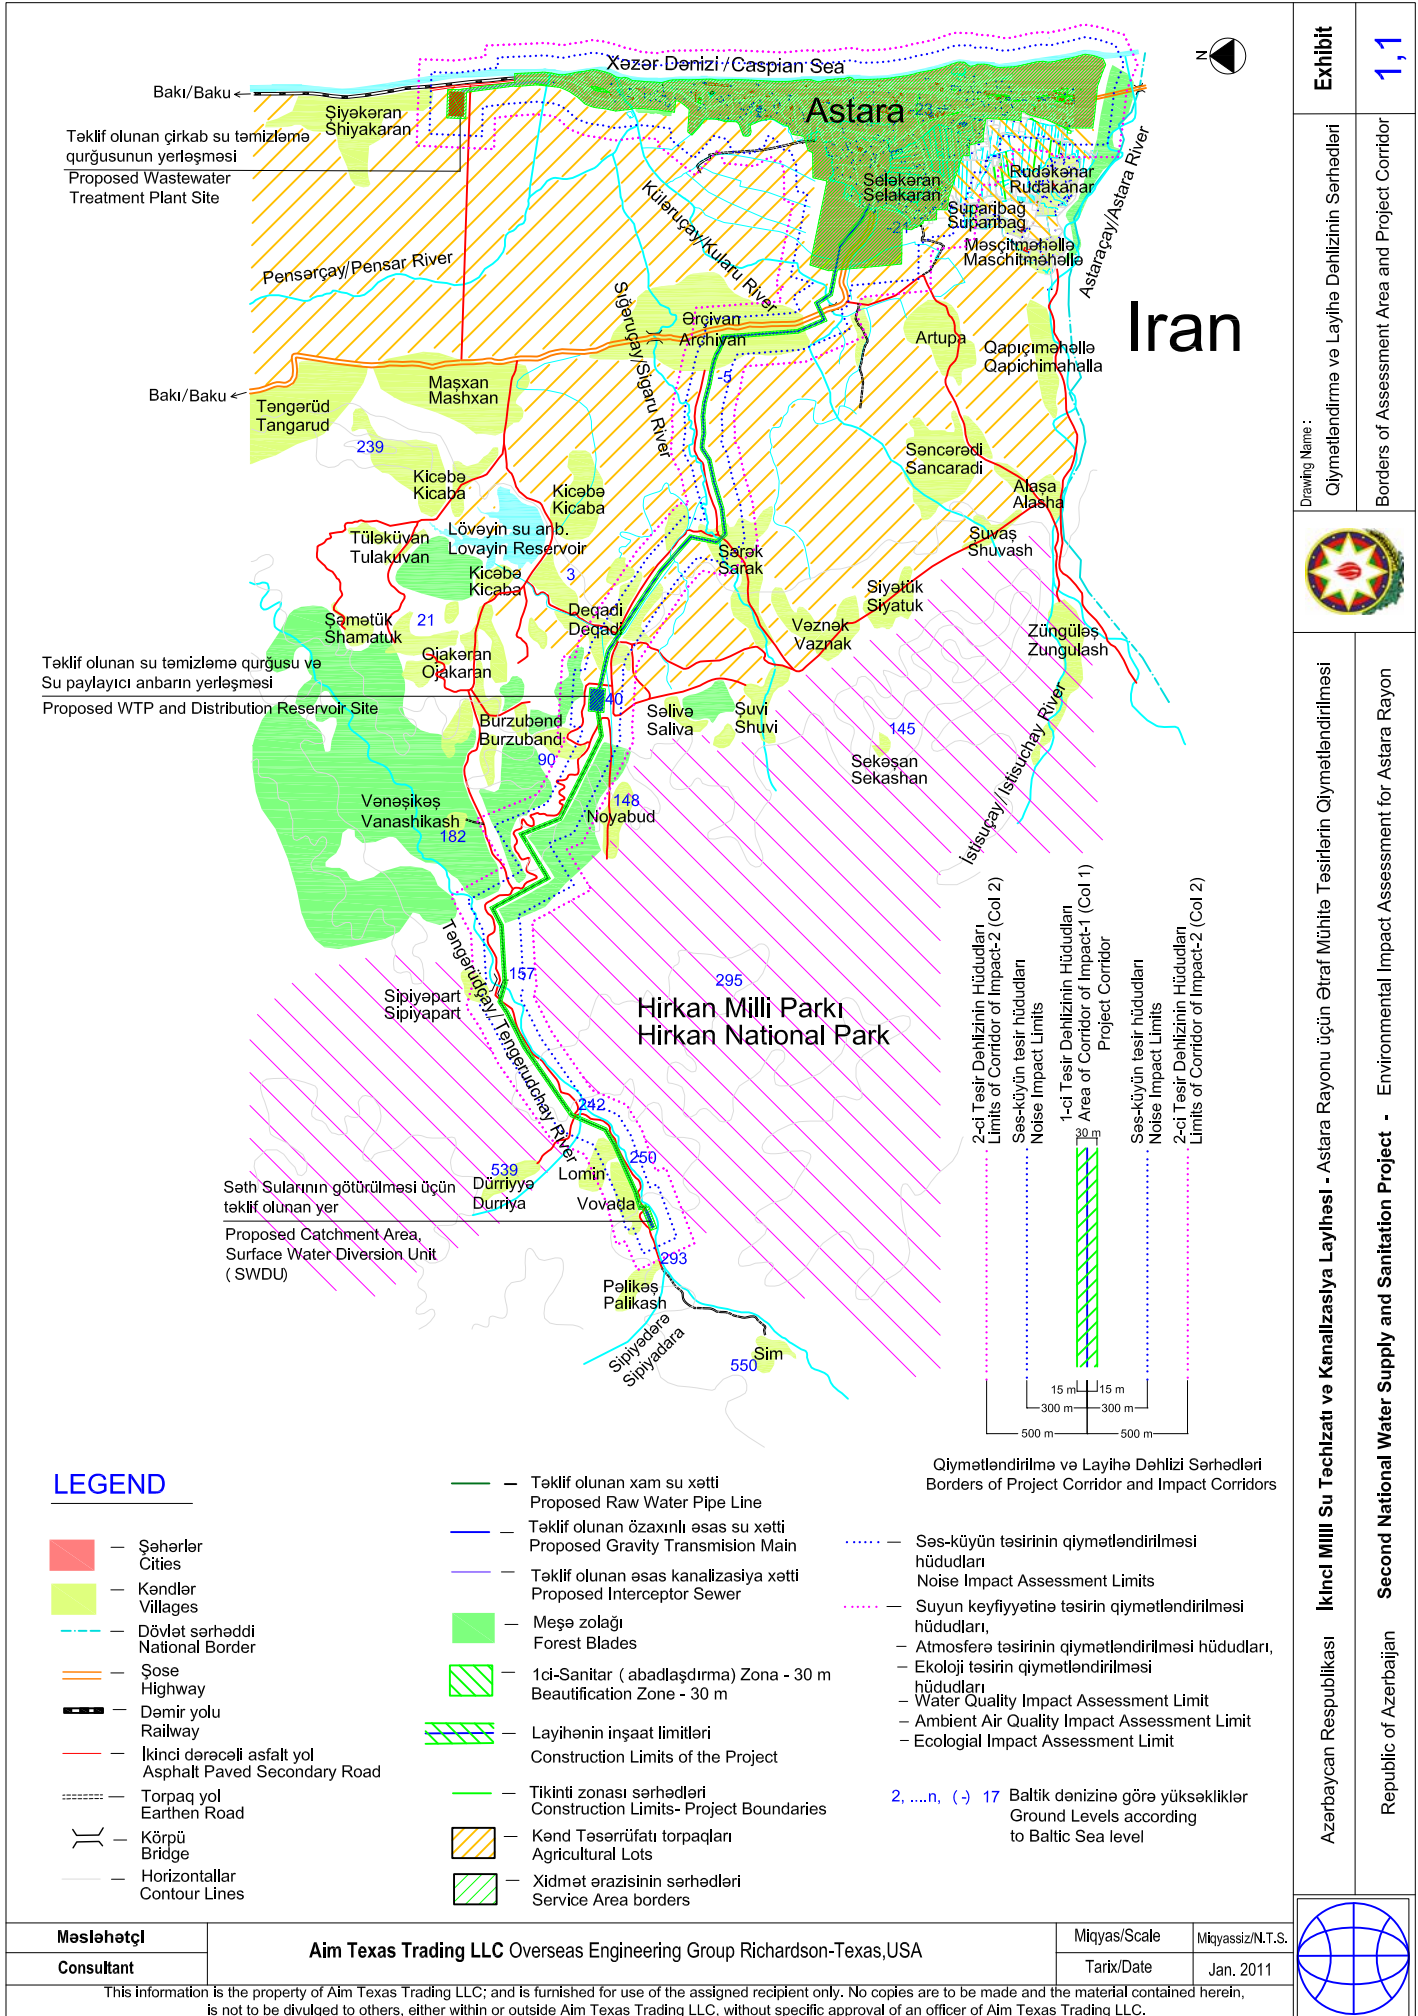 Xəzər Dənizi /Caspian Sea
N
Bakı/Baku
Şiyəkəran
Shiyakaran
Astara
-23
Təklif olunan çirkab su təmizləmə
qurğusunun yerləşməsi
Proposed Wastewater
Treatment Plant Site
Seləkəran
Selakaran
Rudəkənar
Rudakanar
Suparibağ
Suparibag
-21
Məsçitməhəllə
Maschitməhəllə
Küləruçay/Kularu River
Astaraçay/Astara River
Pensərçay/Pensar River
Sığəruçay/Sigaru River
Iran
Ərçivan
Archivan
Artupa
Qapıçıməhəllə
Qapichimahalla
-5
Bakı/Baku
Maşxan
Mashxan
Təngərüd
Tangarud
239
Səncərədi
Sancaradi
Kicəbə
Kicaba
Kicəbə
Kicaba
Alaşa
Alasha
Lövəyin su anb.
Lovayin Reservoir
Tüləküvan
Tulakuvan
Suvaş
Shuvash
Sərək
Sarak
Kicəbə
Kicaba
3
Siyətük
Siyatuk
Deqadi
Deqadi
Şəmətük
Shamatuk
21
Vəznək
Vaznak
Züngüləş
Zungulash
Ojakəran
Ojakaran
Təklif olunan su təmizləmə qurğusu və
Su paylayıcı anbarın yerləşməsi
Proposed WTP and Distribution Reservoir Site
40
Səlivə
Saliva
Şuvi
Shuvi
Burzubənd
Burzuband
90
145
Sekəşan
Sekashan
İstisuçay/Istisuchay River
Vənəşikəş
Vanashikash
182
148
Noyabud
Təngərüdçay/Tengerudchay River
157
Sipiyəpart
Sipiyapart
295
Hirkan Milli Parkı
Hirkan National Park
242
250
539
Dürriyyə
Durriya
Lomin
Vovada
Səth Sularının götürülməsi üçün
təklif olunan yer
Proposed Catchment Area,
Surface Water Diversion Unit
( SWDU)
293
Pəlikəş
Palikash
Sipiyədərə
Sipiyadara
550
Sim
2-ci Təsir Dəhlizinin Hüdudları
Limits of Corridor of Impact-2 (Col 2)
Səs-küyün təsir hüdudları
Noise Impact Limits
1-ci Təsir Dəhlizinin Hüdudları
Area of Corridor of Impact-1 (Col 1)
Project Corridor
Səs-küyün təsir hüdudları
Noise Impact Limits
2-ci Təsir Dəhlizinin Hüdudları
Limits of Corridor of Impact-2 (Col 2)
30 m
15 m 15 m
300 m 300 m
500 m 500 m
Qiymətləndirilmə və Layihə Dəhlizi Sərhədləri
Borders of Project Corridor and Impact Corridors
LEGEND
Şəhərlər
Cities
Kəndlər
Villages
Dövlət sərhəddi
National Border
Şose
Highway
Dəmir yolu
Railway
İkinci dərəcəli asfalt yol
Asphalt Paved Secondary Road
Torpaq yol
Earthen Road
Körpü
Bridge
Horizontallar
Contour Lines
Təklif olunan xam su xətti
Proposed Raw Water Pipe Line
Təklif olunan özaxınlı əsas su xətti
Proposed Gravity Transmision Main
Təklif olunan əsas kanalizasiya xətti
Proposed Interceptor Sewer
Meşə zolağı
Forest Blades
1ci-Sanitar ( abadlaşdırma) Zona - 30 m
Beautification Zone - 30 m
Layihənin inşaat limitləri
Construction Limits of the Project
Tikinti zonası sərhədləri
Construction Limits- Project Boundaries
Kənd Təsərrüfatı torpaqları
Agricultural Lots
Xidmət ərazisinin sərhədləri
Service Area borders
Səs-küyün təsirinin qiymətləndirilməsi
hüdudları
Noise Impact Assessment Limits
Suyun keyfiyyətinə təsirin qiymətləndirilməsi
hüdudları,
– Atmosferə təsirinin qiymətləndirilməsi hüdudları,
– Ekoloji təsirin qiymətləndirilməsi
hüdudları
– Water Quality Impact Assessment Limit
– Ambient Air Quality Impact Assessment Limit
– Ecologial Impact Assessment Limit
2, ....n, (-) 17 Baltik dənizinə görə yüksəkliklər
Ground Levels according
to Baltic Sea level
Exhibit
1,1
Drawing Name :
Qiymətləndirmə və Layihə Dəhlizinin Sərhədləri
Borders of Assessment Area and Project Corridor
Azərbaycan Respublikası İkinci Milli Su Təchizatı və Kanalizasiya Layihəsi - Astara Rayonu üçün Ətraf Mühitə Təsirlərin Qiymətləndirilməsi
Republic of Azerbaijan Second National Water Supply and Sanitation Project - Environmental Impact Assessment for Astara Rayon
Məsləhətçi
Consultant
Aim Texas Trading LLC Overseas Engineering Group Richardson-Texas,USA
Miqyas/Scale Miqyassiz/N.T.S.
Tarix/Date Jan. 2011
This information is the property of Aim Texas Trading LLC; and is furnished for use of the assigned recipient only. No copies are to be made and the material contained herein,
is not to be divulged to others, either within or outside Aim Texas Trading LLC, without specific approval of an officer of Aim Texas Trading LLC.